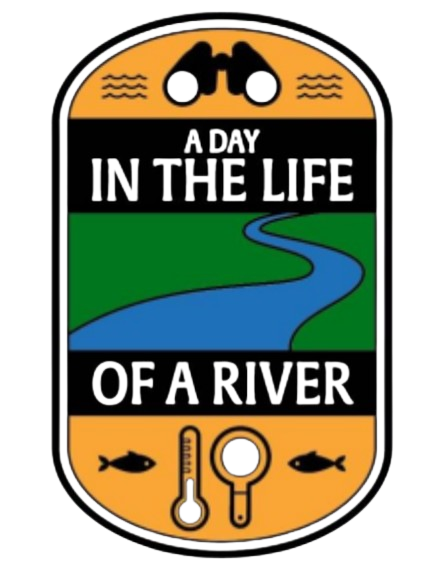 A DAY
IN THE LIFE
OF A RIVER